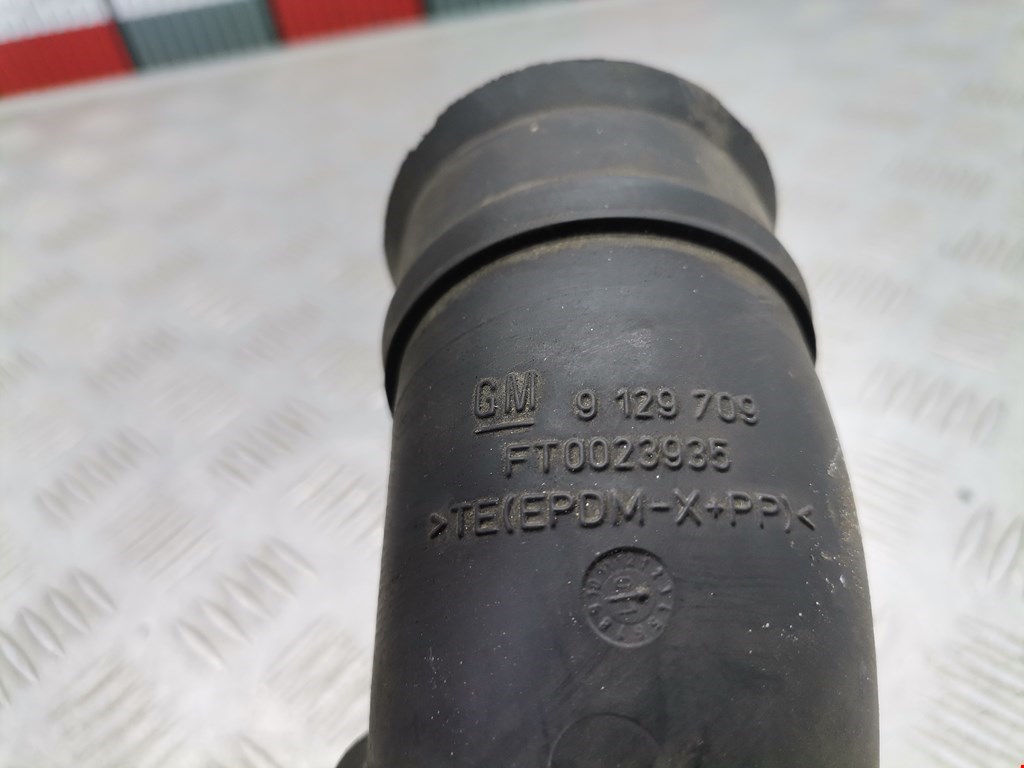 GM 9 129 709
FT0023935
>TE(EPDM-X+PP)<